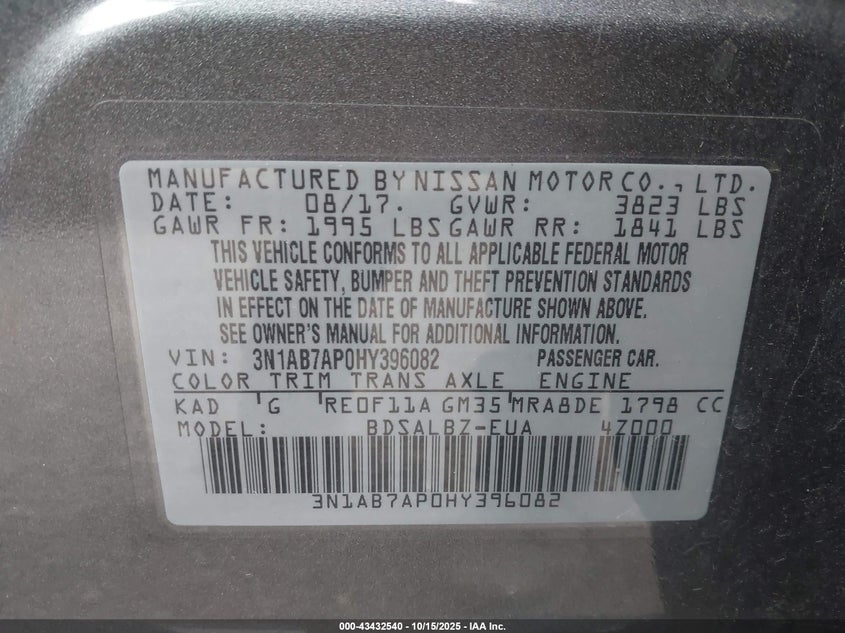 MANUFACTURED BY NISSAN MOTOR CO., LTD.
DATE: 08/17. GVWR: 3823 LBS
GAWR FR: 1995 LBS GAWR RR: 1841 LBS
THIS VEHICLE CONFORMS TO ALL APPLICABLE FEDERAL MOTOR
VEHICLE SAFETY, BUMPER AND THEFT PREVENTION STANDARDS
IN EFFECT ON THE DATE OF MANUFACTURE SHOWN ABOVE.
SEE OWNER'S MANUAL FOR ADDITIONAL INFORMATION.
VIN: 3N1AB7AP0HY396082 PASSENGER CAR.
COLOR TRIM TRANS AXLE ENGINE
KAD G RE0F11A GM35 MRA8DE 1798 CC
MODEL: BDSALBZ-EUA 4Z000
3N1AB7AP0HY396082
000-43432540 - 10/15/2025 - IAA Inc.